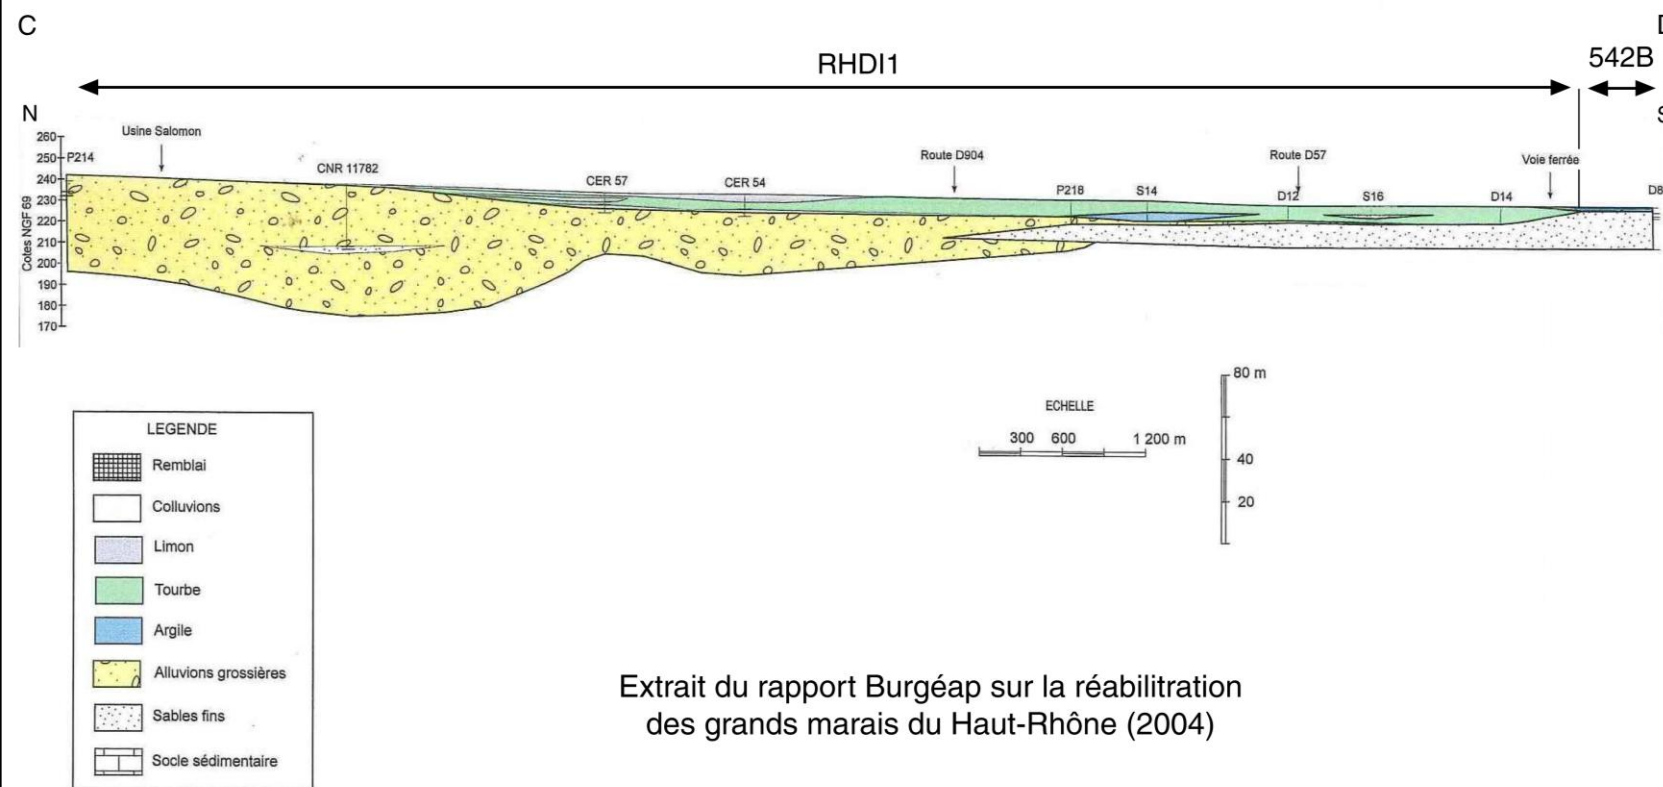 C
D
RHDI1
542B
N
S
Usine Salomon
Route D904
Route D57
Voie ferrée
P214
CNR 11782
CER 57
CER 54
P218
S14
D12
S16
D14
D8
Cotes NGF69
260
250
240
230
220
210
200
190
180
170
80 m
40
20
ECHELLE
300 600 1 200 m
LEGENDE
Remblai
Colluvions
Limon
Tourbe
Argile
Alluvions grossières
Sables fins
Socle sédimentaire
Extrait du rapport Burgéap sur la réabilitration
des grands marais du Haut-Rhône (2004)